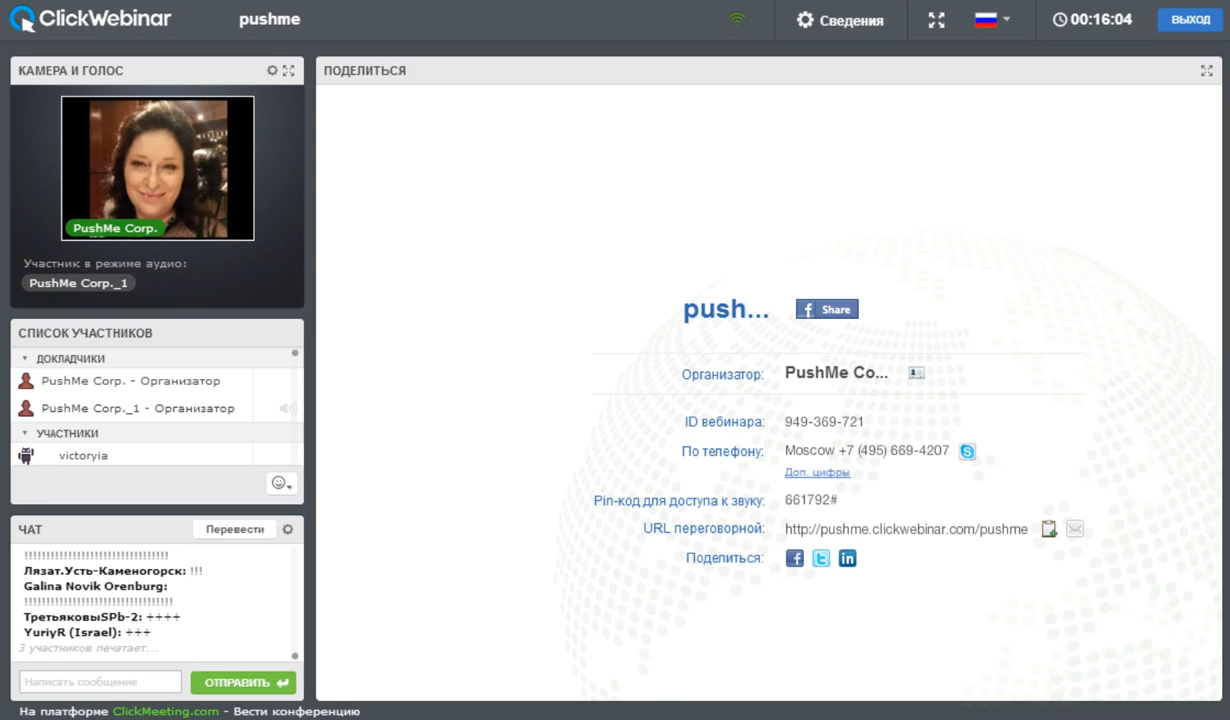 ClickWebinar
pushme
Сведения
00:16:04
ВЫХОД
КАМЕРА И ГОЛОС
PushMe Corp.
Участник в режиме аудио:
PushMe Corp._1
СПИСОК УЧАСТНИКОВ
ДОКЛАДЧИКИ
PushMe Corp. - Организатор
PushMe Corp._1 - Организатор
УЧАСТНИКИ
victoryia
ЧАТ
Перевести
!!!!!!!!!!!!!!!!!!!!!!!!!!!!!!!!!
Лязат.Усть-Каменогорск: !!!
Galina Novik Orenburg:
!!!!!!!!!!!!!!!!!!!!!!!!!!!!!!!!!!
ТретьяковыSPb-2: ++++
YuriyR (Israel): +++
3 участников печатает...
Написать сообщение
ОТПРАВИТЬ
На платформе ClickMeeting.com - Вести конференцию
ПОДЕЛИТЬСЯ
push...
Share
Организатор: PushMe Co...
ID вебинара: 949-369-721
По телефону: Moscow +7 (495) 669-4207
Доп. цифры
Pin-код для доступа к звуку: 661792#
URL переговорной: http://pushme.clickwebinar.com/pushme
Поделиться: